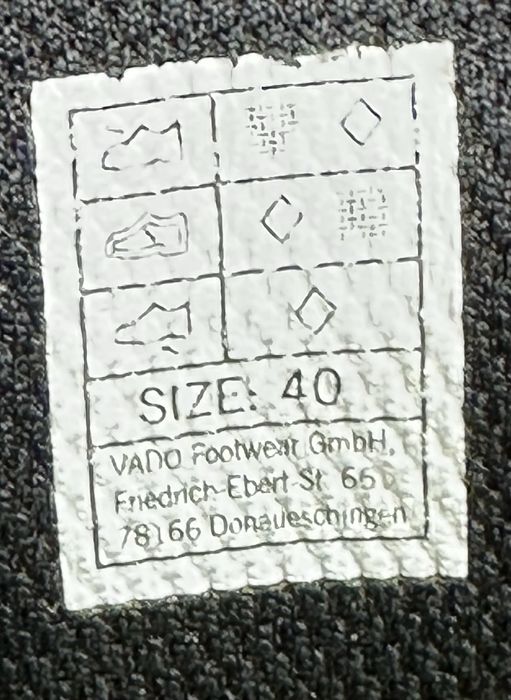 SIZE: 40
VADO Footwear GmbH,
Friedrich-Ebert-St. 65
78166 Donaueschingen